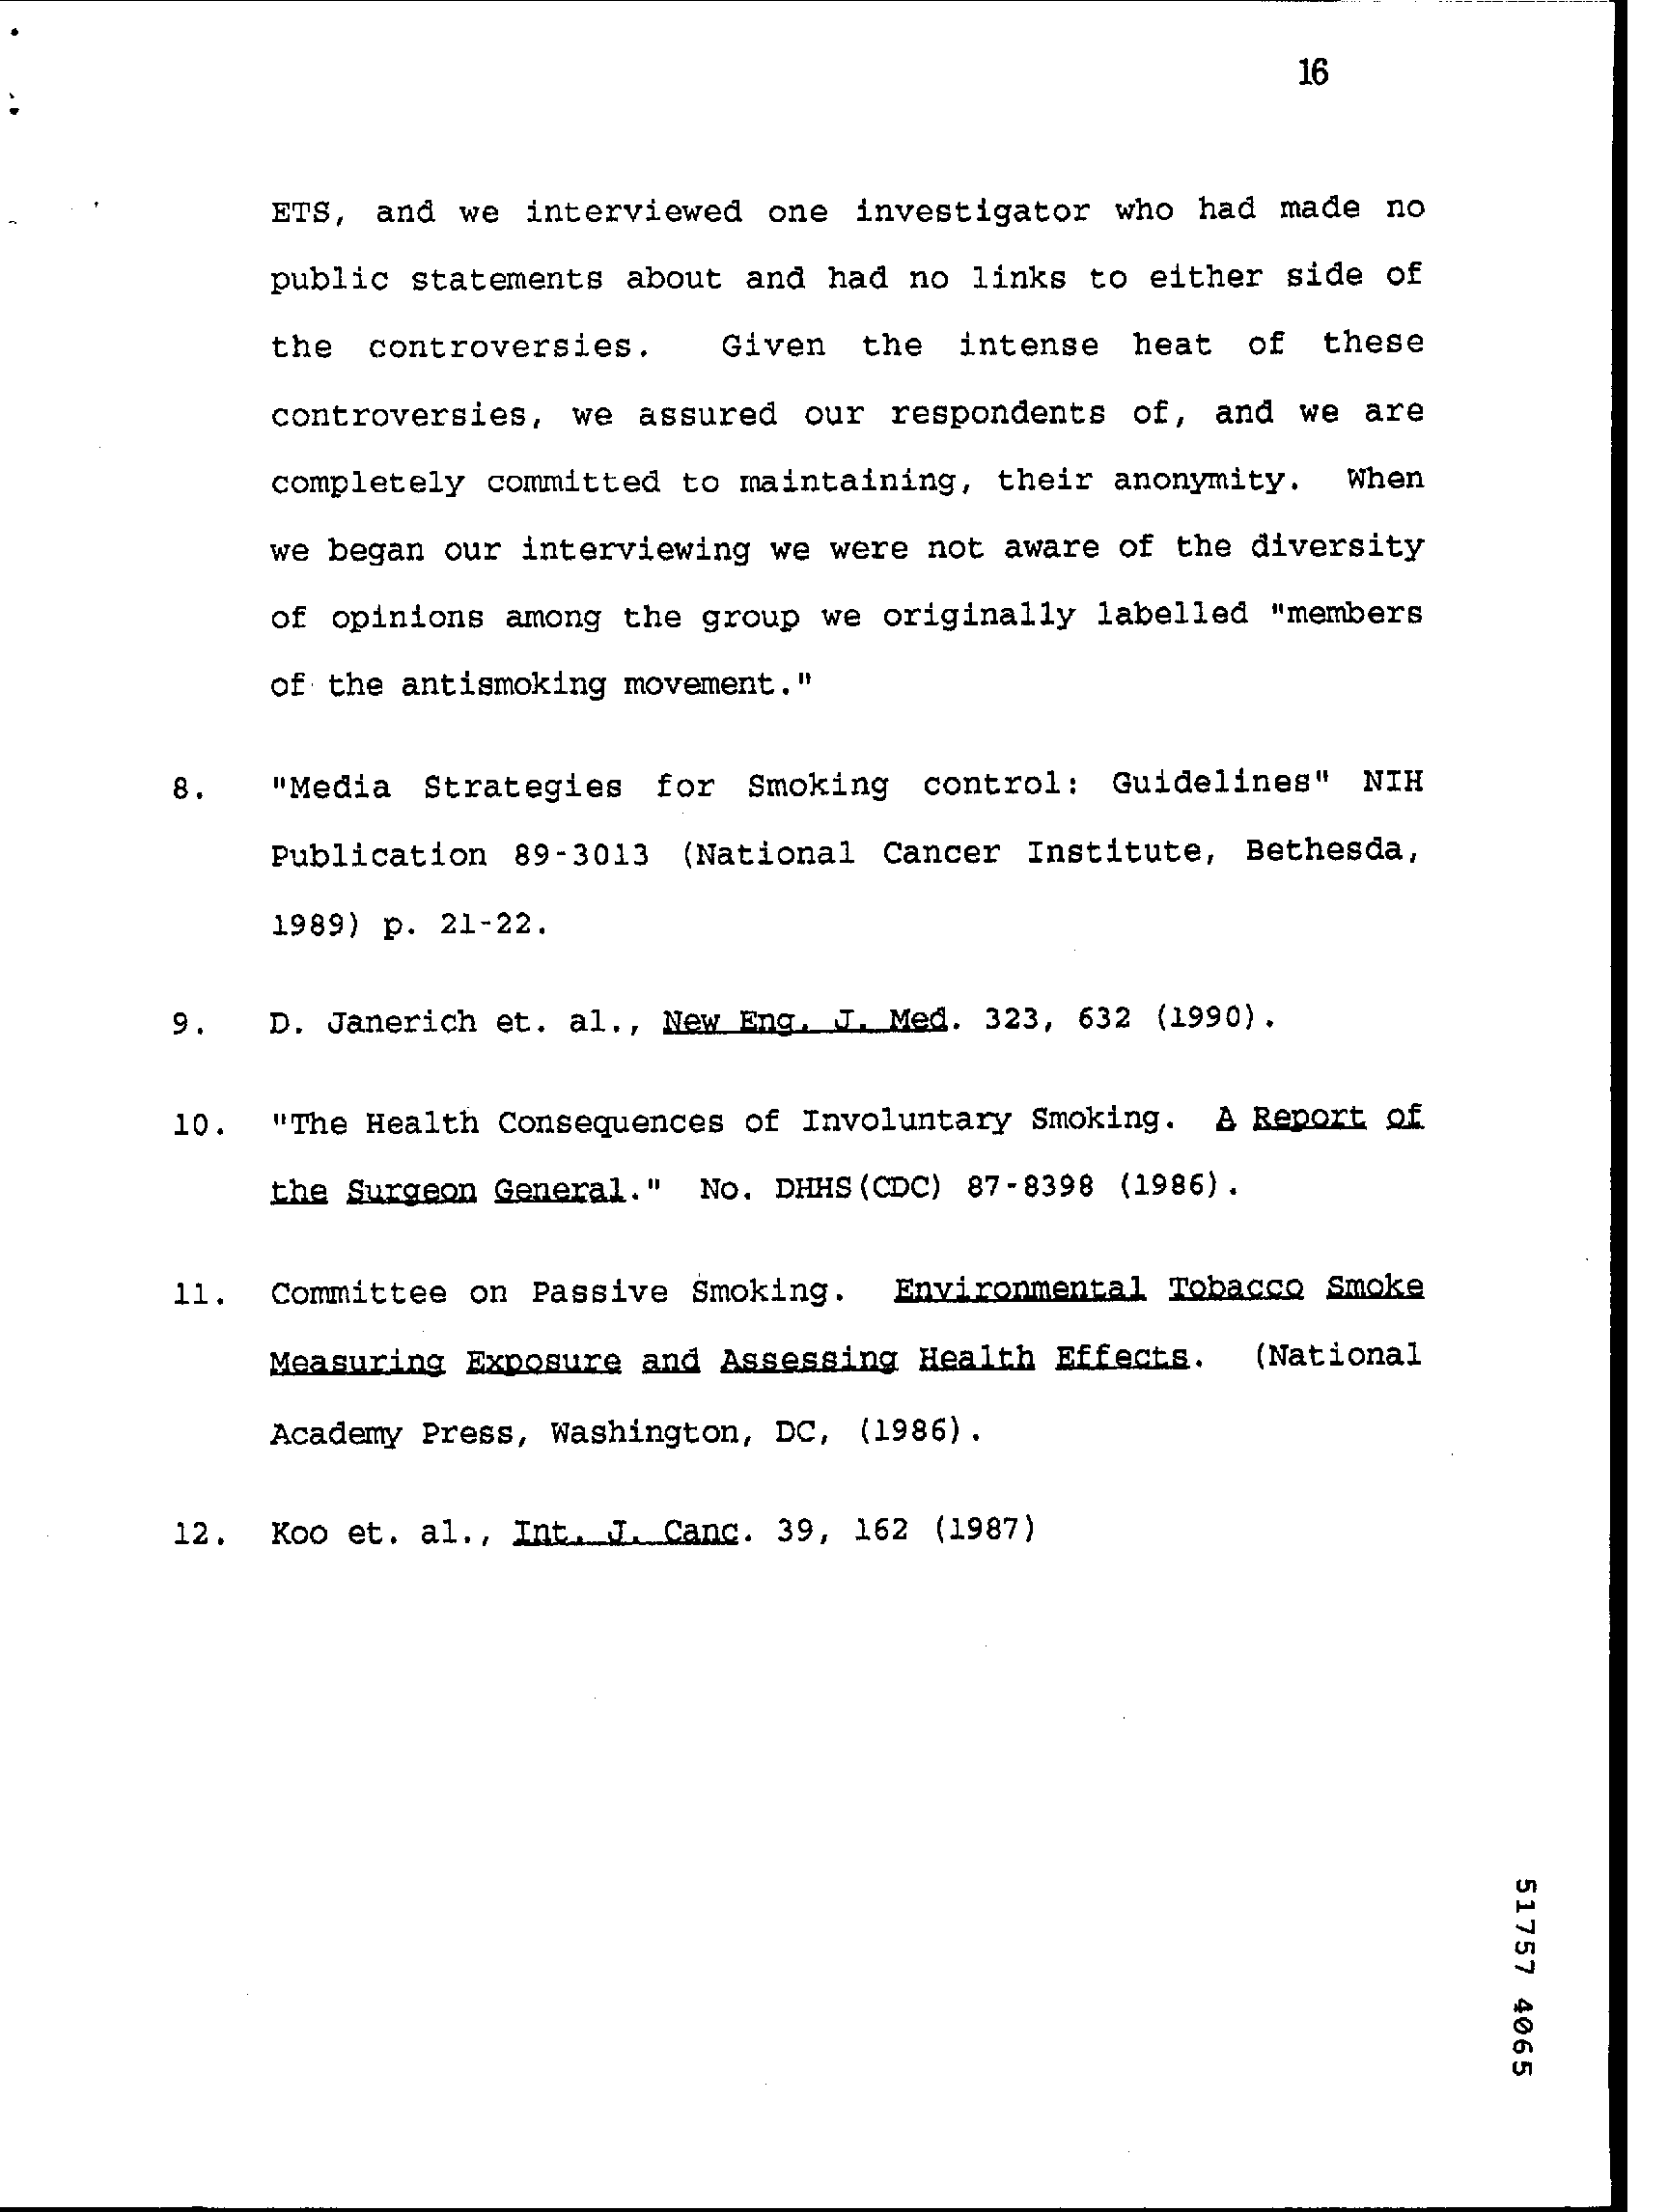 16
ETS, and we interviewed one investigator who had made no
public statements about and had no links to either side of
the controversies. Given the intense heat of these
controversies, we assured our respondents of, and we are
completely committed to maintaining, their anonymity. When
we began our interviewing we were not aware of the diversity
of opinions among the group we originally labelled "members
of the antismoking movement."
8. "Media Strategies for Smoking control: Guidelines" NIH
Publication 89-3013 (National Cancer Institute, Bethesda,
1989) p. 21-22.
9. D. Janerich et. al., New Eng. J. Med. 323, 632 (1990).
10. "The Health Consequences of Involuntary Smoking. A Report of
the Surgeon General." No. DHHS(CDC) 87-8398 (1986).
11. Committee on Passive Smoking. Environmental Tobacco Smoke
Measuring Exposure and Assessing Health Effects. (National
Academy Press, Washington, DC, (1986).
12. Koo et. al., Int. J. Canc. 39, 162 (1987)
51757 4065